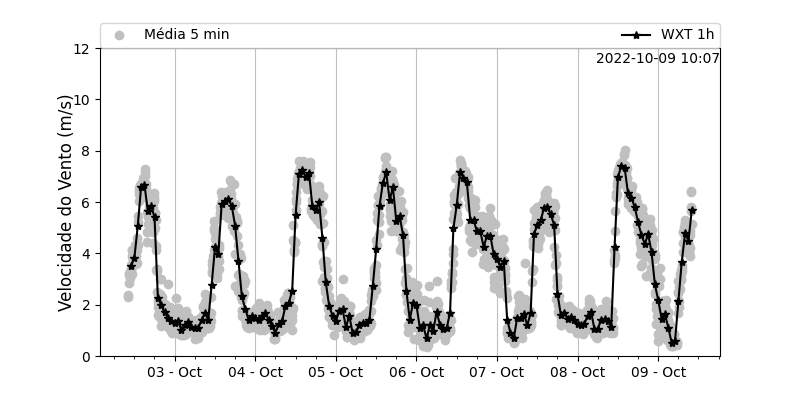 Média 5 min
WXT 1h
2022-10-09 10:07
Velocidade do Vento (m/s)
12
10
8
6
4
2
0
03 - Oct
04 - Oct
05 - Oct
06 - Oct
07 - Oct
08 - Oct
09 - Oct